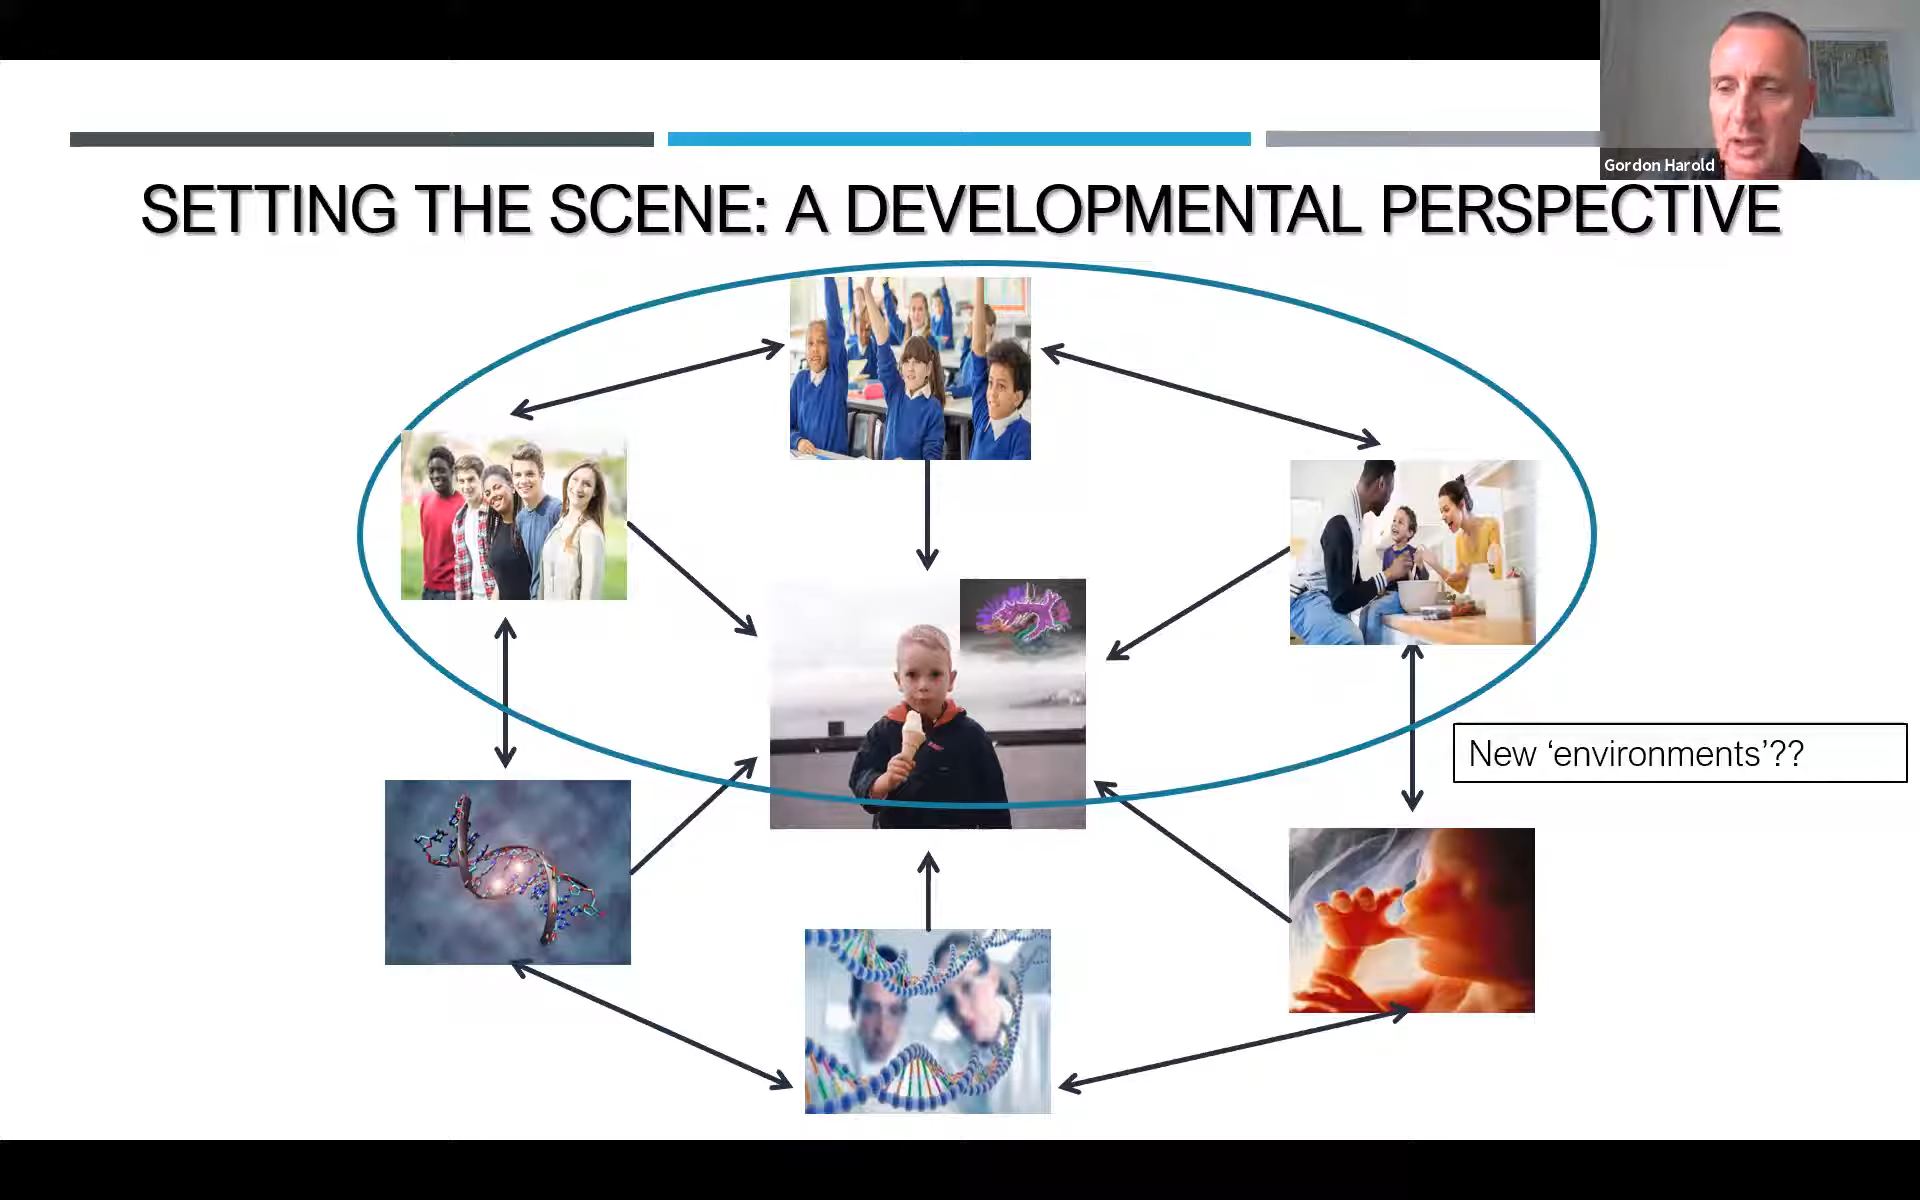 Gordon Harold
SETTING THE SCENE: A DEVELOPMENTAL PERSPECTIVE
New ‘environments’??